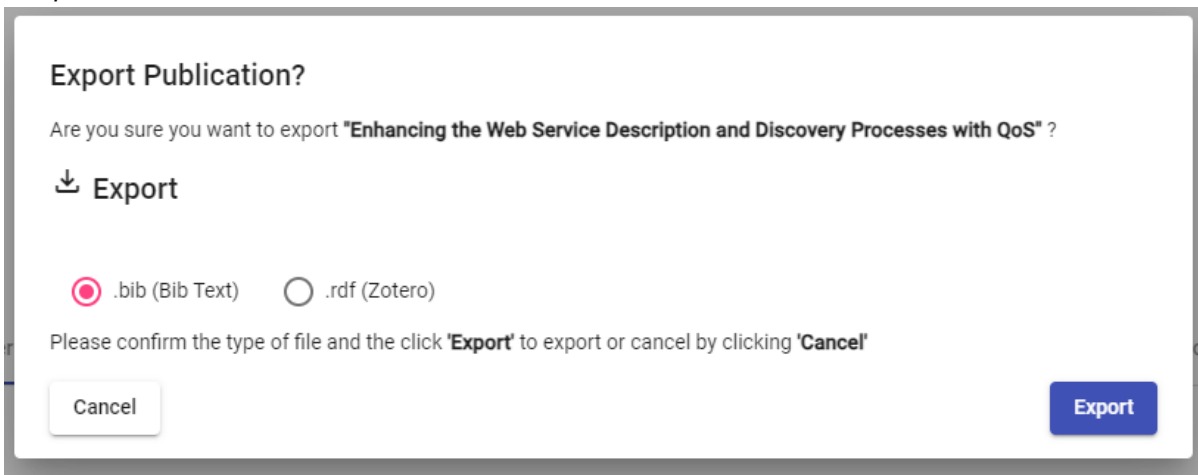 Export Publication?
Are you sure you want to export "Enhancing the Web Service Description and Discovery Processes with QoS" ?
Export
.bib (Bib Text) .rdf (Zotero)
Please confirm the type of file and the click 'Export' to export or cancel by clicking 'Cancel'
Cancel Export